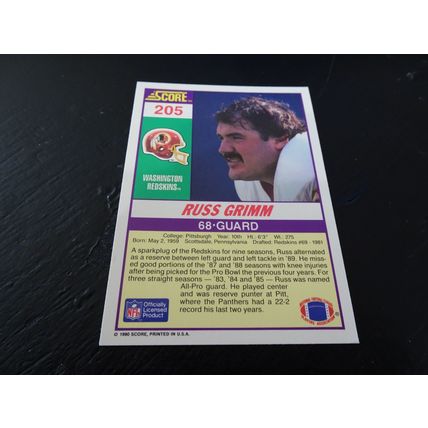 SCORE
205
WASHINGTON
REDSKINS™
RUSS GRIMM
68•GUARD
College: Pittsburgh Year: 10th Ht.: 6'3" Wt.: 275
Born: May 2, 1959 Scottsdale, Pennsylvania Drafted: Redskins #69 - 1981
A sparkplug of the Redskins for nine seasons, Russ alternated
as a reserve between left guard and left tackle in '89. He mis-
sed good portions of the '87 and '88 seasons with knee injuries
after being picked for the Pro Bowl the previous four years. For
three straight seasons — '83, '84 and '85 — Russ was named
All-Pro guard. He played center
and was reserve punter at Pitt,
where the Panthers had a 22-2
record his last two years.
NFL
Officially
Licensed
Product
© 1990 SCORE, PRINTED IN U.S.A.